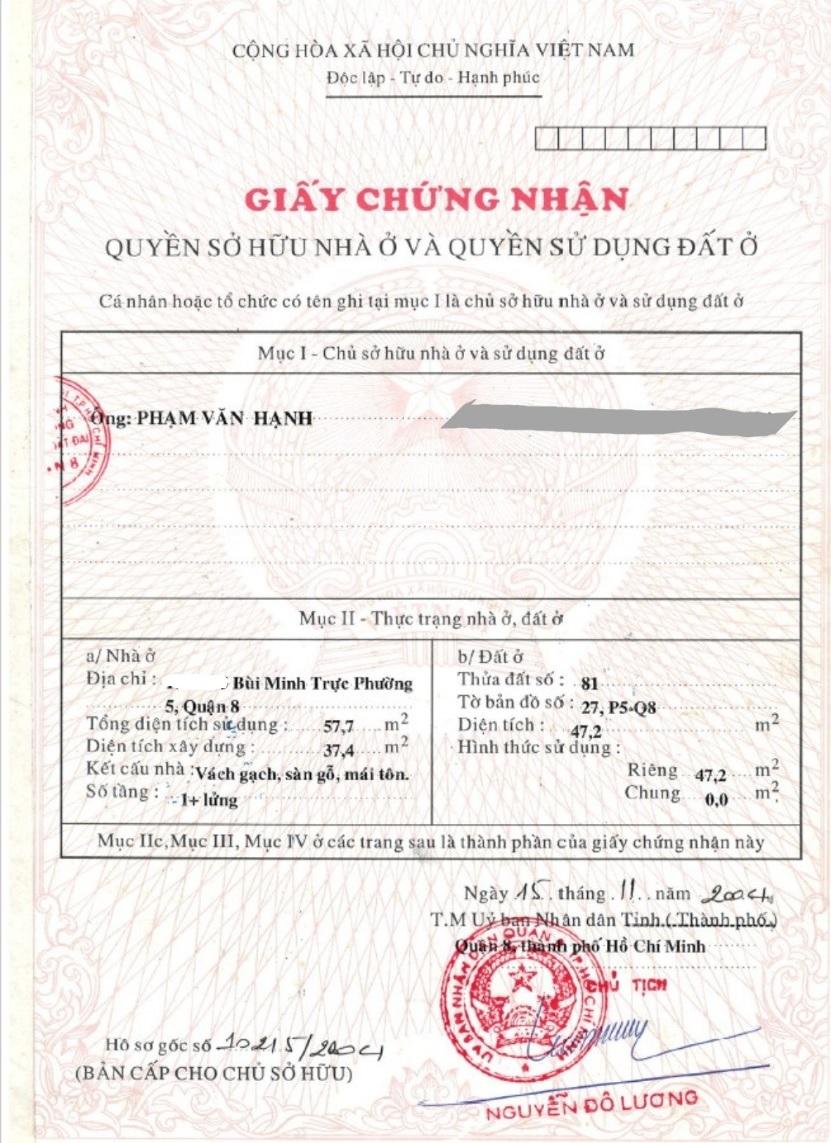 CỘNG HÒA XÃ HỘI CHỦ NGHĨA VIỆT NAM
Độc lập - Tự do - Hạnh phúc
GIẤY CHỨNG NHẬN
QUYỀN SỞ HỮU NHÀ Ở VÀ QUYỀN SỬ DỤNG ĐẤT Ở
Cá nhân hoặc tổ chức có tên ghi tại mục I là chủ sở hữu nhà ở và sử dụng đất ở
Mục I - Chủ sở hữu nhà ở và sử dụng đất ở
Ông: PHẠM VĂN HẠNH
Mục II - Thực trạng nhà ở, đất ở
a/ Nhà ở
Địa chỉ : Bùi Minh Trực Phường
5, Quận 8
Tổng diện tích sử dụng : 57,7 m2
Diện tích xây dựng : 37,4 m2
Kết cấu nhà : Vách gạch, sàn gỗ, mái tôn.
Số tầng : 1+ lửng
b/ Đất ở
Thửa đất số : 81
Tờ bản đồ số : 27, P5-Q8
Diện tích : 47,2 m2
Hình thức sử dụng :
Riêng 47,2 m2
Chung 0,0 m2
Mục IIc,Mục III, Mục IV ở các trang sau là thành phần của giấy chứng nhận này
Ngày 15 tháng 11 năm 2004
T.M Uỷ ban Nhân dân Tỉnh (Thành phố)
Quận 8, thành phố Hồ Chí Minh
CHỦ TỊCH
Hồ sơ gốc số 10215/2004
(BẢN CẤP CHO CHỦ SỞ HỮU)
NGUYỄN ĐÔ LƯƠNG